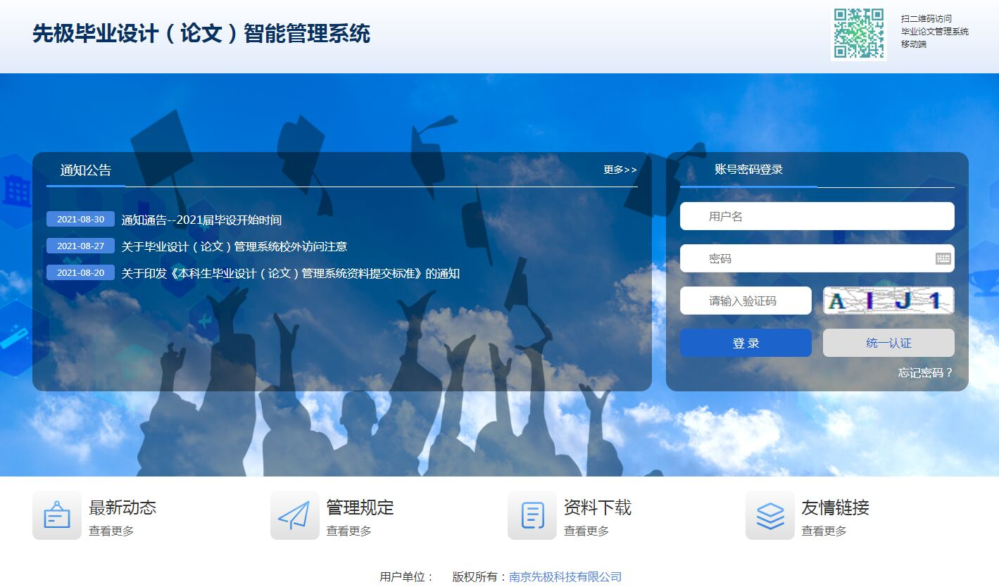 先极毕业设计（论文）智能管理系统
扫二维码访问
毕业论文管理系统
移动端
通知公告
更多>>
2021-08-30 通知通告--2021届毕设开始时间
2021-08-27 关于毕业设计（论文）管理系统校外访问注意
2021-08-20 关于印发《本科生毕业设计（论文）管理系统资料提交标准》的通知
账号密码登录
用户名
密码
请输入验证码
A I J 1
登 录
统一认证
忘记密码？
最新动态
查看更多
管理规定
查看更多
资料下载
查看更多
友情链接
查看更多
用户单位： 版权所有：南京先极科技有限公司